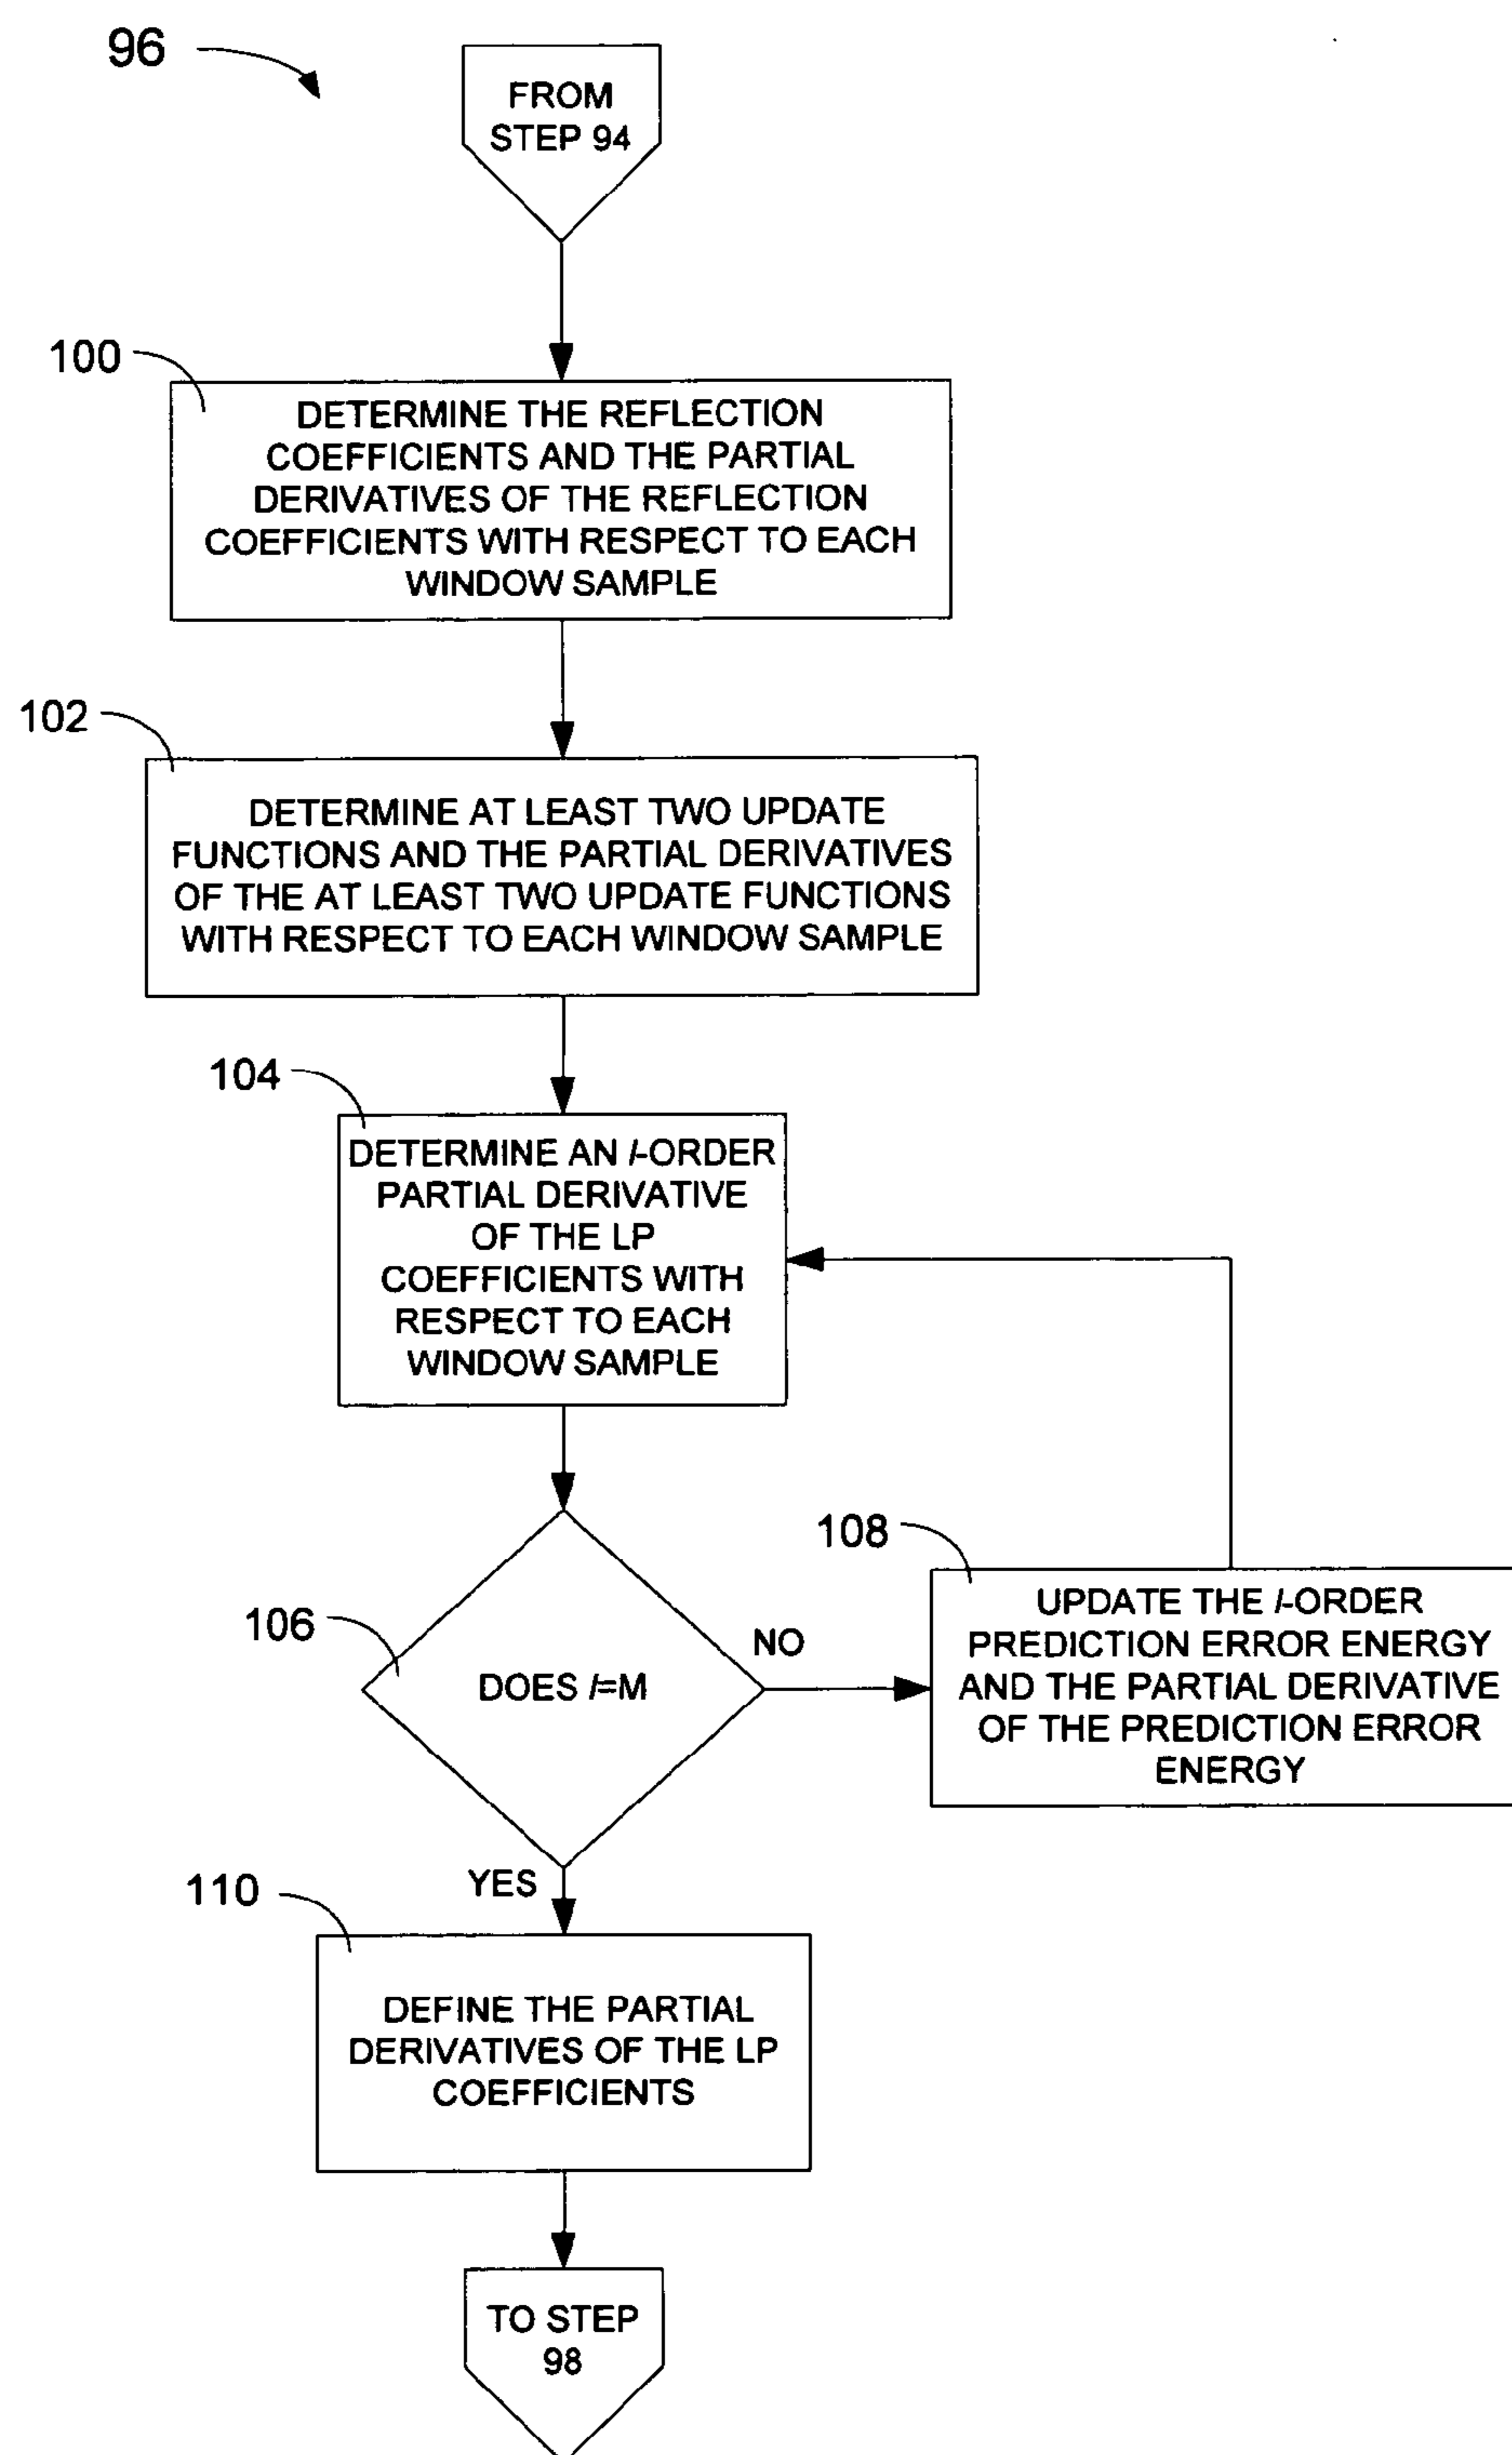 96
FROM
STEP 94
100
DETERMINE THE REFLECTION
COEFFICIENTS AND THE PARTIAL
DERIVATIVES OF THE REFLECTION
COEFFICIENTS WITH RESPECT TO EACH
WINDOW SAMPLE
102
DETERMINE AT LEAST TWO UPDATE
FUNCTIONS AND THE PARTIAL DERIVATIVES
OF THE AT LEAST TWO UPDATE FUNCTIONS
WITH RESPECT TO EACH WINDOW SAMPLE
104
DETERMINE AN l-ORDER
PARTIAL DERIVATIVE
OF THE LP
COEFFICIENTS WITH
RESPECT TO EACH
WINDOW SAMPLE
106
DOES l=M
NO
108
UPDATE THE l-ORDER
PREDICTION ERROR ENERGY
AND THE PARTIAL DERIVATIVE
OF THE PREDICTION ERROR
ENERGY
YES
110
DEFINE THE PARTIAL
DERIVATIVES OF THE LP
COEFFICIENTS
TO STEP
98